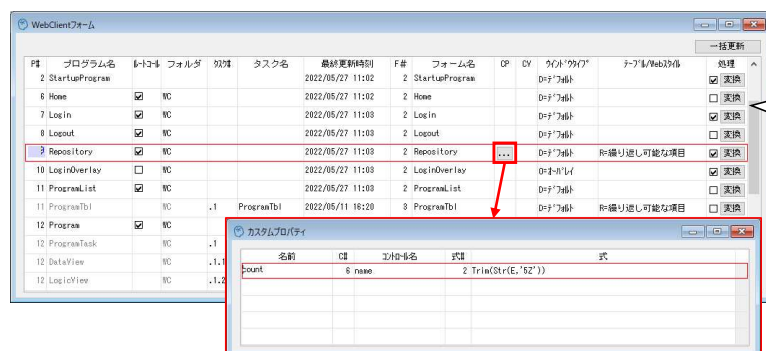 WebClientフォーム
一括更新
P# プログラム名 ﾙｰﾄｺｰﾙ フォルダ ﾀｽｸ# タスク名 最終更新時刻 F# フォーム名 CP CV ｳｨﾝﾄﾞｳﾀｲﾌﾟ ﾃｰﾌﾞﾙ/Webｽﾀｲﾙ 処理
2 StartupProgram 2022/05/27 11:02 2 StartupProgram D=ﾃﾞﾌｫﾙﾄ 変換
6 Home WC 2022/05/27 11:02 2 Home D=ﾃﾞﾌｫﾙﾄ 変換
7 Login WC 2022/05/27 11:03 2 Login D=ﾃﾞﾌｫﾙﾄ 変換
8 Logout WC 2022/05/27 11:03 2 Logout D=ﾃﾞﾌｫﾙﾄ 変換
9 Repository WC 2022/05/27 11:03 2 Repository ... D=ﾃﾞﾌｫﾙﾄ R=繰り返し可能な項目 変換
10 LoginOverlay WC 2022/05/27 11:03 2 LoginOverlay O=ｵｰﾊﾞﾚｲ 変換
11 ProgramList WC 2022/05/27 11:03 2 ProgramList D=ﾃﾞﾌｫﾙﾄ 変換
11 ProgramTbl WC .1 ProgramTbl 2022/05/11 16:20 3 ProgramTbl D=ﾃﾞﾌｫﾙﾄ R=繰り返し可能な項目 変換
12 Program WC
12 ProgramTask WC .1
12 DataView WC .1.1
12 LogicView WC .1.2
カスタムプロパティ
名前 C# ｺﾝﾄﾛｰﾙ名 式# 式
count 6 name 2 Trim(Str(E,'5Z'))